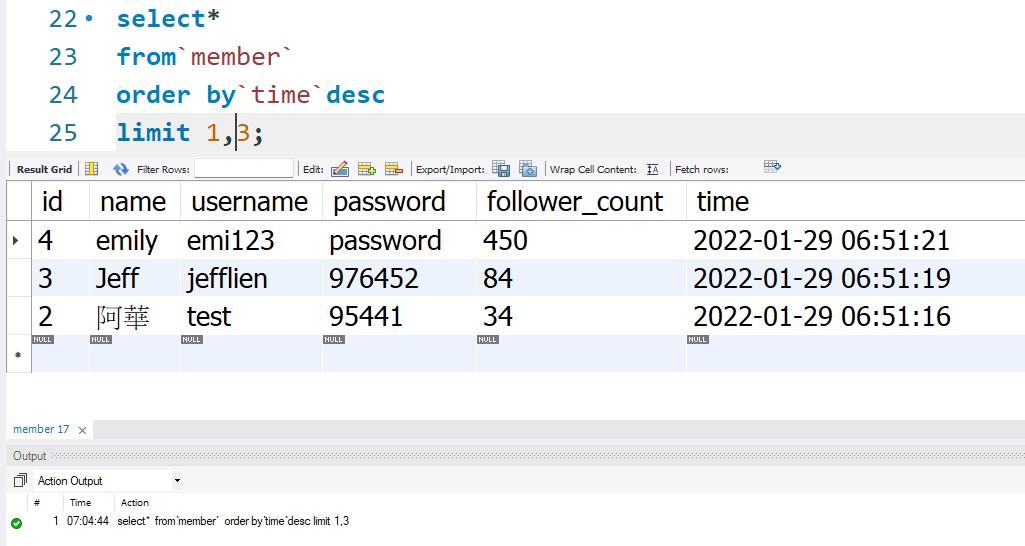 22 select*
23 from`member`
24 order by`time`desc
25 limit 1,3;
Result Grid Filter Rows: Edit: Export/Import: Wrap Cell Content: IA Fetch rows:
id name username password follower_count time
4 emily emi123 password 450 2022-01-29 06:51:21
3 Jeff jefflien 976452 84 2022-01-29 06:51:19
2 阿華 test 95441 34 2022-01-29 06:51:16
NULL NULL NULL NULL NULL NULL
member 17
Output
Action Output
# Time Action
1 07:04:44 select* from`member` order by`time`desc limit 1,3